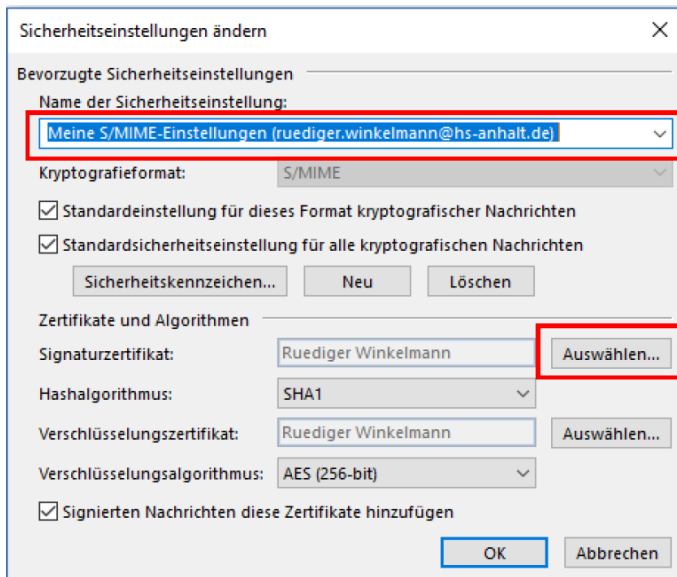 Sicherheitseinstellungen ändern
Bevorzugte Sicherheitseinstellungen
Name der Sicherheitseinstellung:
Meine S/MIME-Einstellungen (ruediger.winkelmann@hs-anhalt.de)
Kryptografieformat: S/MIME
Standardeinstellung für dieses Format kryptografischer Nachrichten
Standardsicherheitseinstellung für alle kryptografischen Nachrichten
Sicherheitskennzeichen... Neu Löschen
Zertifikate und Algorithmen
Signaturzertifikat: Ruediger Winkelmann Auswählen...
Hashalgorithmus: SHA1
Verschlüsselungszertifikat: Ruediger Winkelmann Auswählen...
Verschlüsselungsalgorithmus: AES (256-bit)
Signierten Nachrichten diese Zertifikate hinzufügen
OK Abbrechen